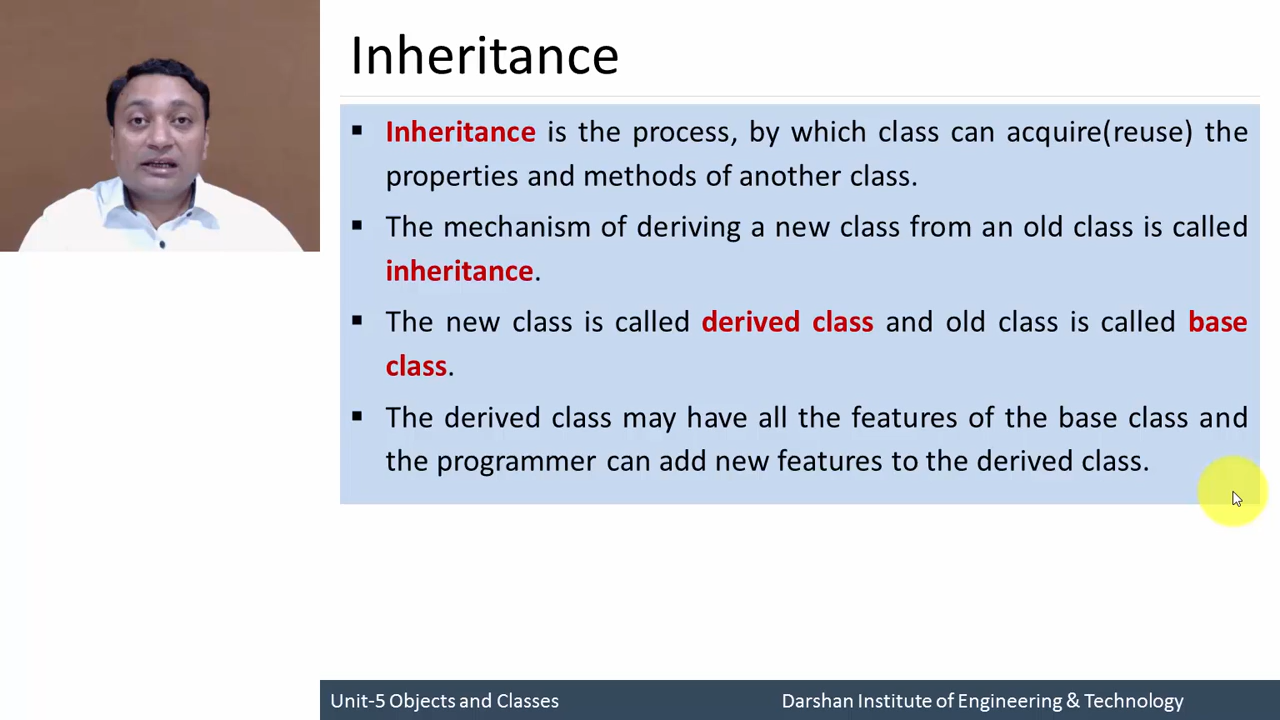 Inheritance
▪ Inheritance is the process, by which class can acquire(reuse) the
properties and methods of another class.
▪ The mechanism of deriving a new class from an old class is called
inheritance.
▪ The new class is called derived class and old class is called base
class.
▪ The derived class may have all the features of the base class and
the programmer can add new features to the derived class.
Unit-5 Objects and Classes
Darshan Institute of Engineering & Technology